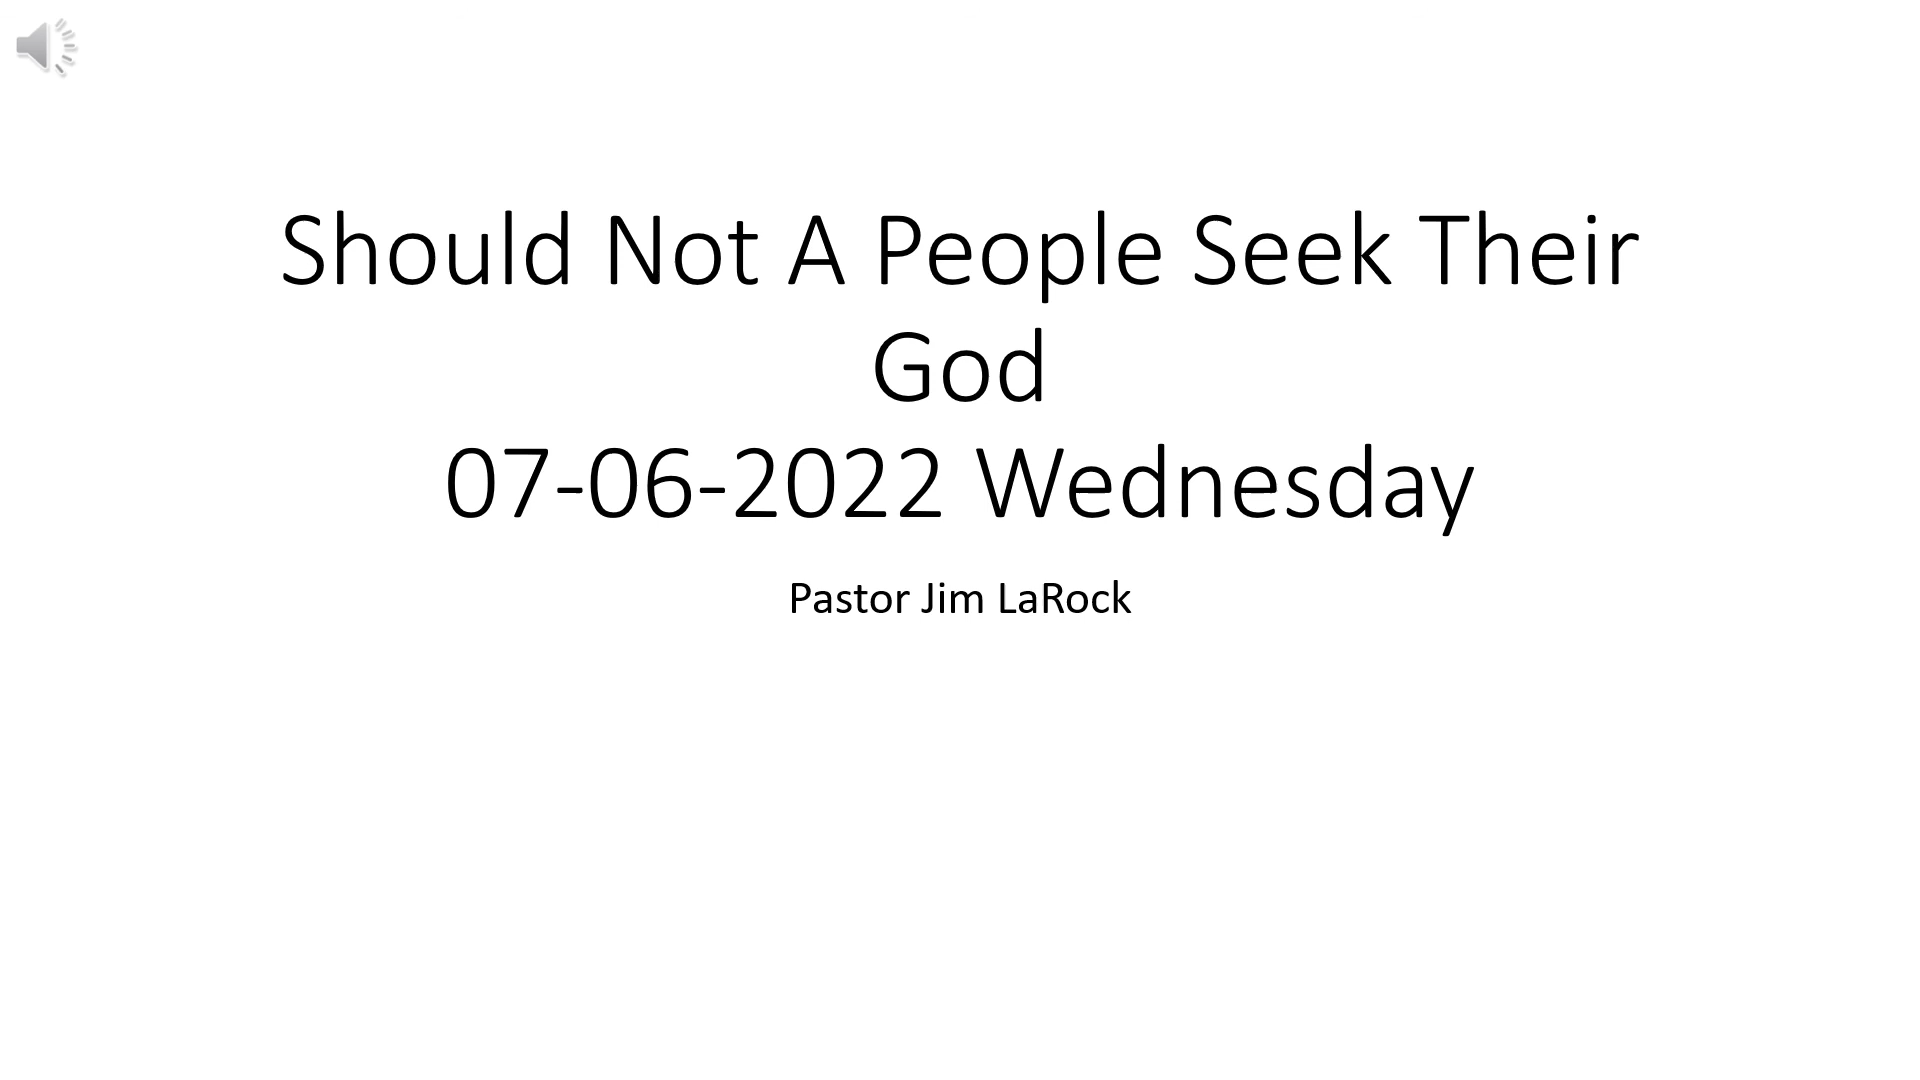 Should Not A People Seek Their
God
07-06-2022 Wednesday
Pastor Jim LaRock